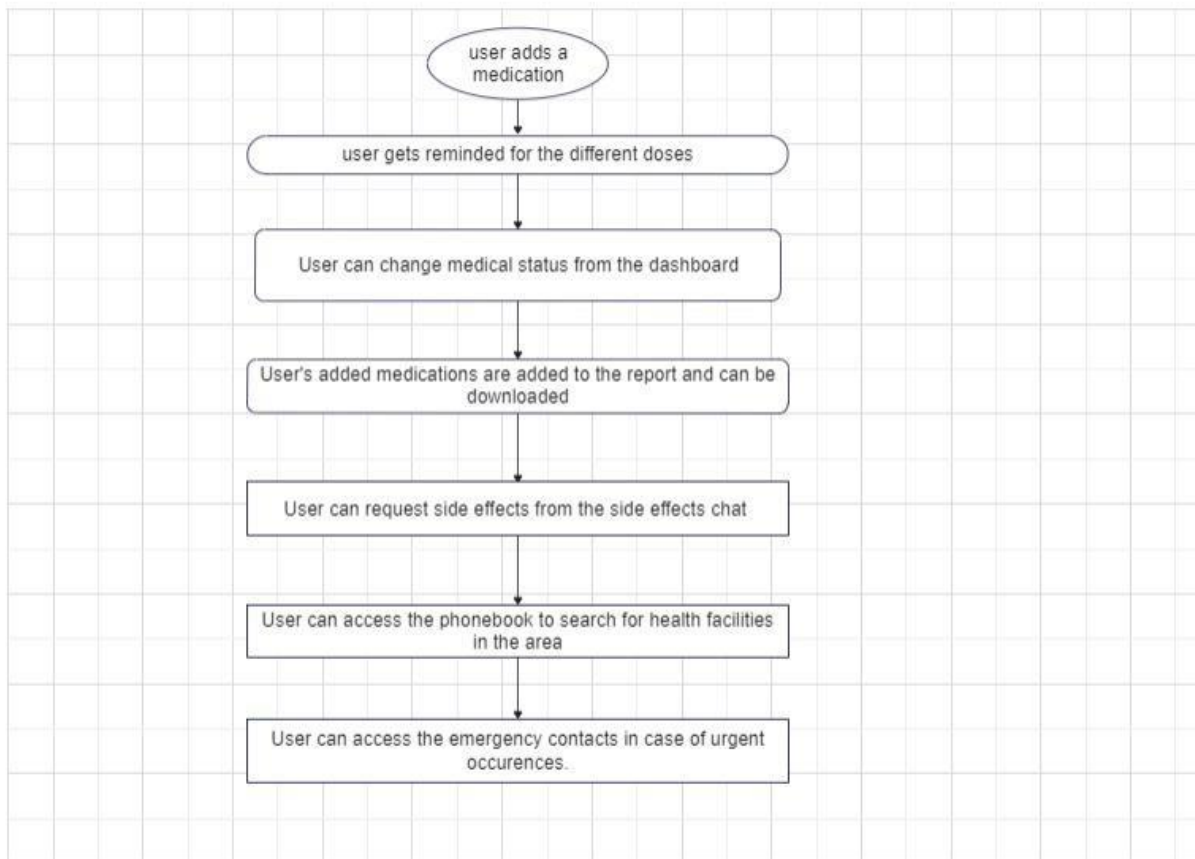 user adds a
medication
user gets reminded for the different doses
User can change medical status from the dashboard
User's added medications are added to the report and can be
downloaded
User can request side effects from the side effects chat
User can access the phonebook to search for health facilities
in the area
User can access the emergency contacts in case of urgent
occurences.